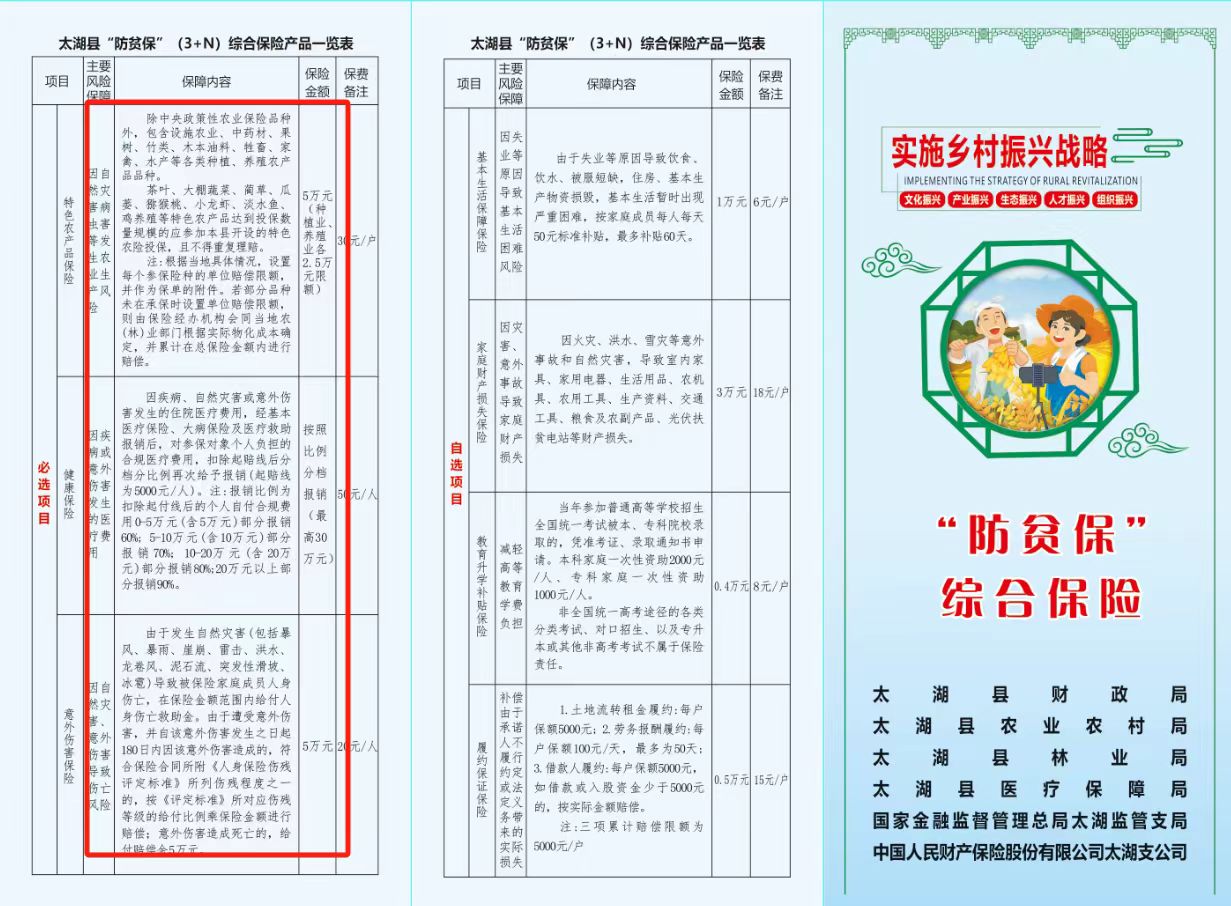 太湖县“防贫保”（3+N）综合保险产品一览表
项目
主要
风险
保障
保障内容
保险
金额
保费
备注
必选项目
特色农产品保险
因自然灾害病虫害等发生农业生产风险
除中央政策性农业保险品种
外，包含设施农业、中药材、果
树、竹类、木本油料、牲畜、家
禽、水产等各类种植、养殖农产
品品种。
茶叶、大棚蔬菜、蔺草、瓜
蒌、猕猴桃、小龙虾、淡水鱼、
鸡养殖等特色农产品达到投保数
量规模的应参加本县开设的特色
农险投保，且不得重复理赔。
注:根据当地具体情况，设置
每个参保险种的单位赔偿限额，
并作为保单的附件。若部分品种
未在承保时设置单位赔偿限额，
则由保险经办机构会同当地农
(林)业部门根据实际物化成本确
定，并累计在总保险金额内进行
赔偿。
5万元
（种
植业、
养殖
业各
2.5万
元限
额）
30元/户
健康保险
因疾病或意外伤害发生的医疗费用
因疾病、自然灾害或意外伤
害发生的住院医疗费用，经基本
医疗保险、大病保险及医疗救助
报销后，对参保对象个人负担的
合规医疗费用，扣除起赔线后分
档分比例再次给予报销(起赔线
为5000元/人)。注:报销比例为
扣除起付线后的个人自付合规费
用0-5万元(含5万元)部分报销
60%; 5-10万元(含10万元)部分
报销70%; 10-20万元(含20万
元)部分报销80%;20万元以上部
分报销90%。
按照
比例
分档
报销
（最
高30
万元）
50元/人
意外伤害保险
因自然灾害、意外伤害导致伤亡风险
由于发生自然灾害(包括暴
风、暴雨、崖崩、雷击、洪水、
龙卷风、泥石流、突发性滑坡、
冰雹)导致被保险家庭成员人身
伤亡，在保险金额范围内给付人
身伤亡救助金。由于遭受意外伤
害，并自该意外伤害发生之日起
180日内因该意外伤害造成的，符
合保险合同所附《人身保险伤残
评定标准》所列伤残程度之一
的，按《评定标准》所对应伤残
等级的给付比例乘保险金额进行
赔偿；意外伤害造成死亡的，给
付赔偿金5万元。
5万元
20元/人
太湖县“防贫保”（3+N）综合保险产品一览表
项目
主要
风险
保障
保障内容
保险
金额
保费
备注
自选项目
基本生活保障保险
因失业等原因导致基本生活困难风险
由于失业等原因导致饮食、
饮水、被服短缺，住房、基本生
产物资损毁，基本生活暂时出现
严重困难，按家庭成员每人每天
50元标准补贴，最多补贴60天。
1万元
6元/户
家庭财产损失保险
因灾害、意外事故导致家庭财产损失
因火灾、洪水、雪灾等意外
事故和自然灾害，导致室内家
具、家用电器、生活用品、农机
具、农用工具、生产资料、交通
工具、粮食及农副产品、光伏扶
贫电站等财产损失。
3万元
18元/户
教育升学补贴保险
减轻高等教育学费负担
当年参加普通高等学校招生
全国统一考试被本、专科院校录
取的，凭准考证、录取通知书申
请。本科家庭一次性资助2000元
/人、专科家庭一次性资助
1000元/人。
非全国统一高考途径的各类
分类考试、对口招生、以及专升
本或其他非高考考试不属于保险
责任。
0.4万元
8元/户
履约保证保险
补偿由于承诺人不履行约定或法定义务带来的实际损失
1.土地流转租金履约:每户
保额5000元; 2.劳务报酬履约:每
户保额100元/天，最多为50天;
3.借款人履约:每户保额5000元，
如借款或入股资金少于5000元
的，按实际金额赔偿。
注:三项累计赔偿限额为
5000元/户
0.5万元
15元/户
实施乡村振兴战略
IMPLEMENTING THE STRATEGY OF RURAL REVITALIZATION
文化振兴 产业振兴 生态振兴 人才振兴 组织振兴
“防贫保”
综合保险
太湖县财政局
太湖县农业农村局
太湖县林业局
太湖县医疗保障局
国家金融监督管理总局太湖监管支局
中国人民财产保险股份有限公司太湖支公司